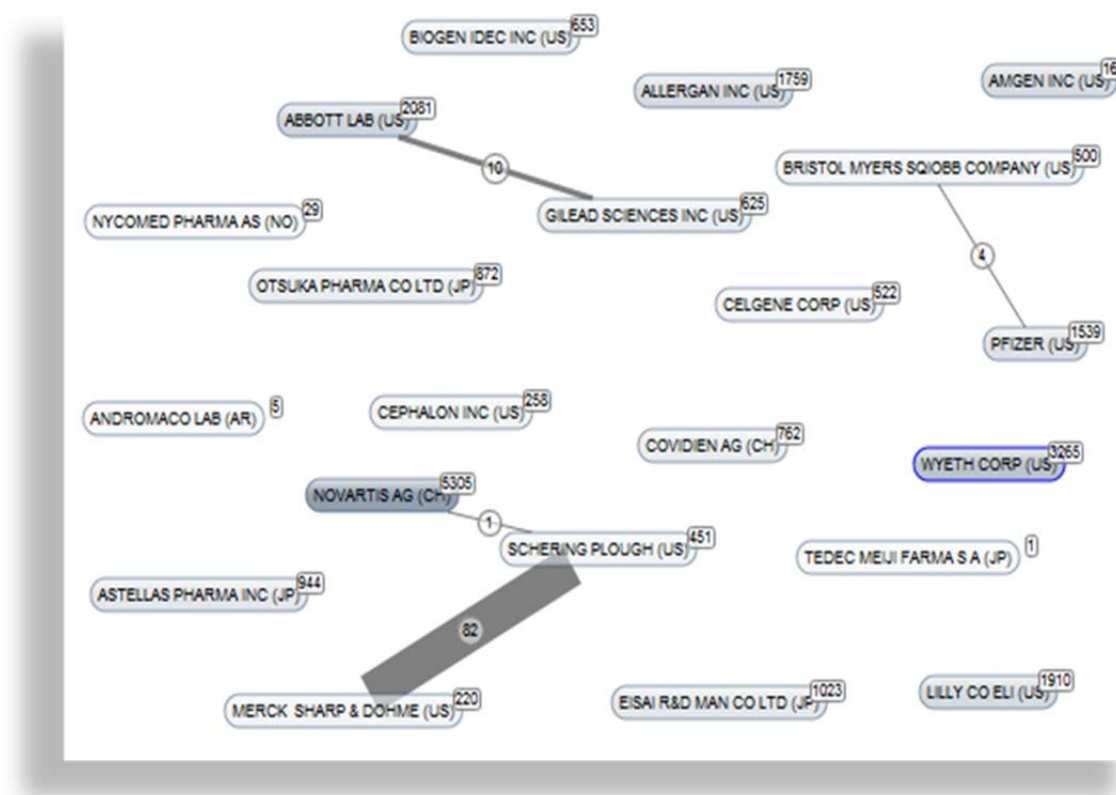 BIOGEN IDEC INC (US) 653
ALLERGAN INC (US) 1759
AMGEN INC (US) 16
ABBOTT LAB (US) 2081
10
BRISTOL MYERS SQIOBB COMPANY (US) 500
NYCOMED PHARMA AS (NO) 29
GILEAD SCIENCES INC (US) 625
4
OTSUKA PHARMA CO LTD (JP) 872
CELGENE CORP (US) 522
PFIZER (US) 1539
ANDROMACO LAB (AR) 5
CEPHALON INC (US) 258
COVIDIEN AG (CH) 762
WYETH CORP (US) 3265
NOVARTIS AG (CH) 5305
1
SCHERING PLOUGH (US) 451
TEDEC MEIJI FARMA S A (JP) 1
ASTELLAS PHARMA INC (JP) 944
82
MERCK SHARP & DOHME (US) 220
EISAI R&D MAN CO LTD (JP) 1023
LILLY CO ELI (US) 1910